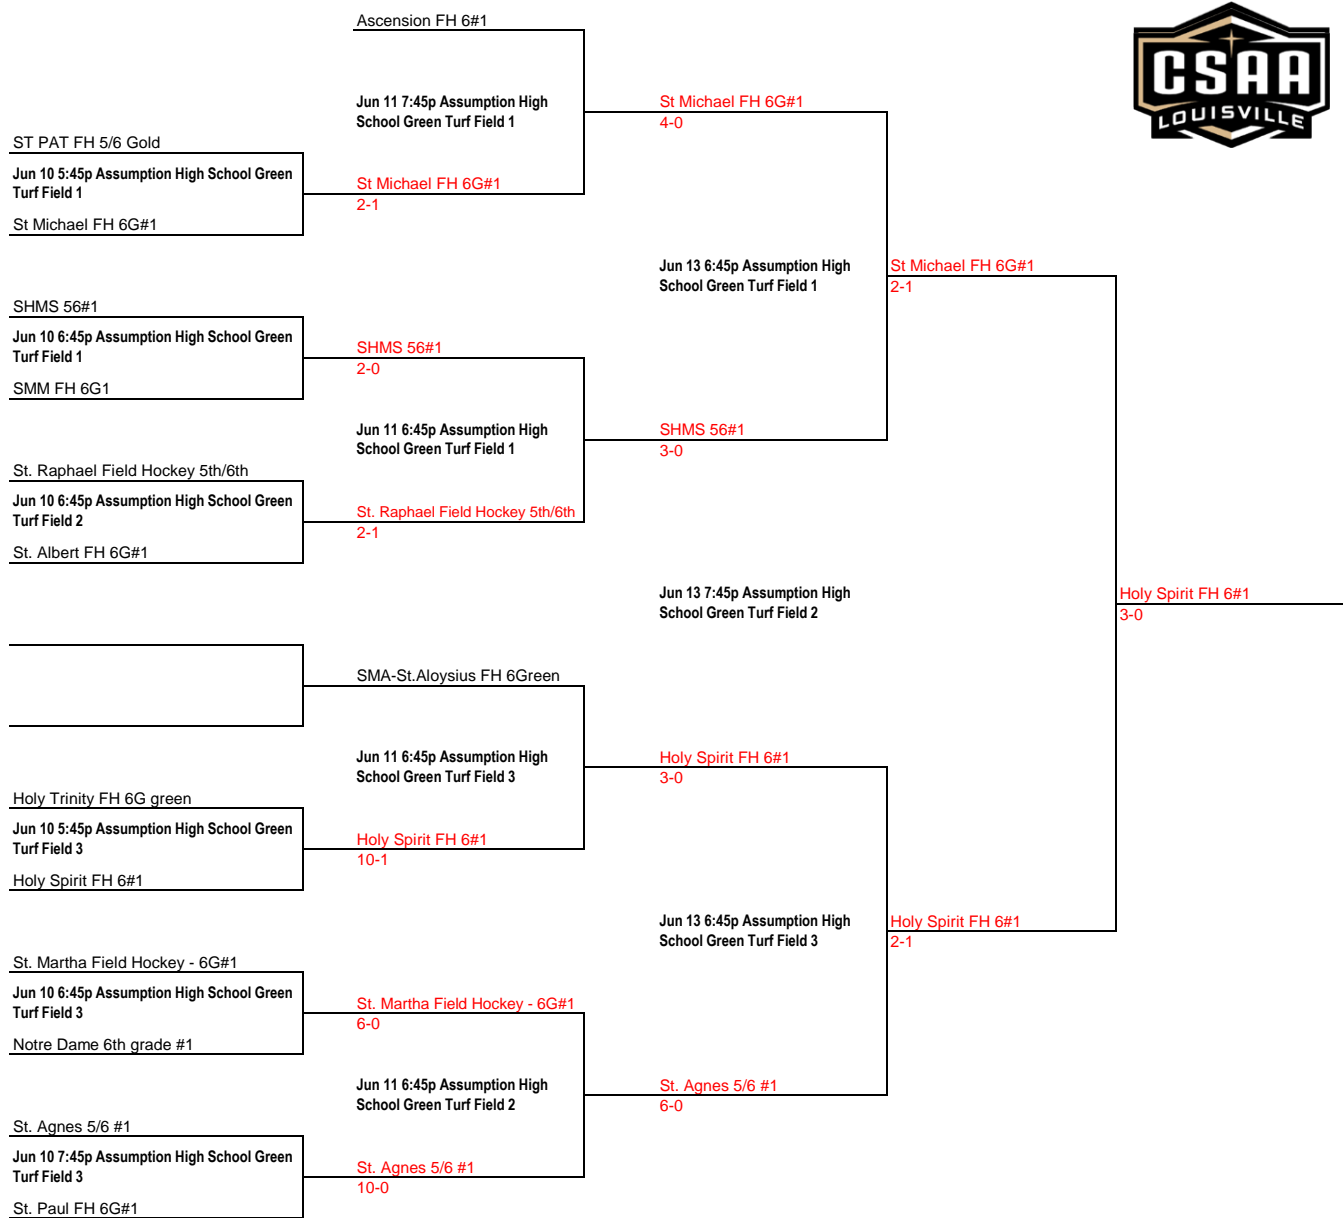 Ascension FH 6#1
CSAA
LOUISVILLE
Jun 11 7:45p Assumption High
School Green Turf Field 1
St Michael FH 6G#1
4-0
ST PAT FH 5/6 Gold
Jun 10 5:45p Assumption High School Green
Turf Field 1
St Michael FH 6G#1
2-1
St Michael FH 6G#1
Jun 13 6:45p Assumption High
School Green Turf Field 1
St Michael FH 6G#1
2-1
SHMS 56#1
Jun 10 6:45p Assumption High School Green
Turf Field 1
SHMS 56#1
2-0
SMM FH 6G1
Jun 11 6:45p Assumption High
School Green Turf Field 1
SHMS 56#1
3-0
St. Raphael Field Hockey 5th/6th
Jun 10 6:45p Assumption High School Green
Turf Field 2
St. Raphael Field Hockey 5th/6th
2-1
St. Albert FH 6G#1
Jun 13 7:45p Assumption High
School Green Turf Field 2
Holy Spirit FH 6#1
3-0
SMA-St.Aloysius FH 6Green
Jun 11 6:45p Assumption High
School Green Turf Field 3
Holy Spirit FH 6#1
3-0
Holy Trinity FH 6G green
Jun 10 5:45p Assumption High School Green
Turf Field 3
Holy Spirit FH 6#1
10-1
Holy Spirit FH 6#1
Jun 13 6:45p Assumption High
School Green Turf Field 3
Holy Spirit FH 6#1
2-1
St. Martha Field Hockey - 6G#1
Jun 10 6:45p Assumption High School Green
Turf Field 3
St. Martha Field Hockey - 6G#1
6-0
Notre Dame 6th grade #1
Jun 11 6:45p Assumption High
School Green Turf Field 2
St. Agnes 5/6 #1
6-0
St. Agnes 5/6 #1
Jun 10 7:45p Assumption High School Green
Turf Field 3
St. Agnes 5/6 #1
10-0
St. Paul FH 6G#1